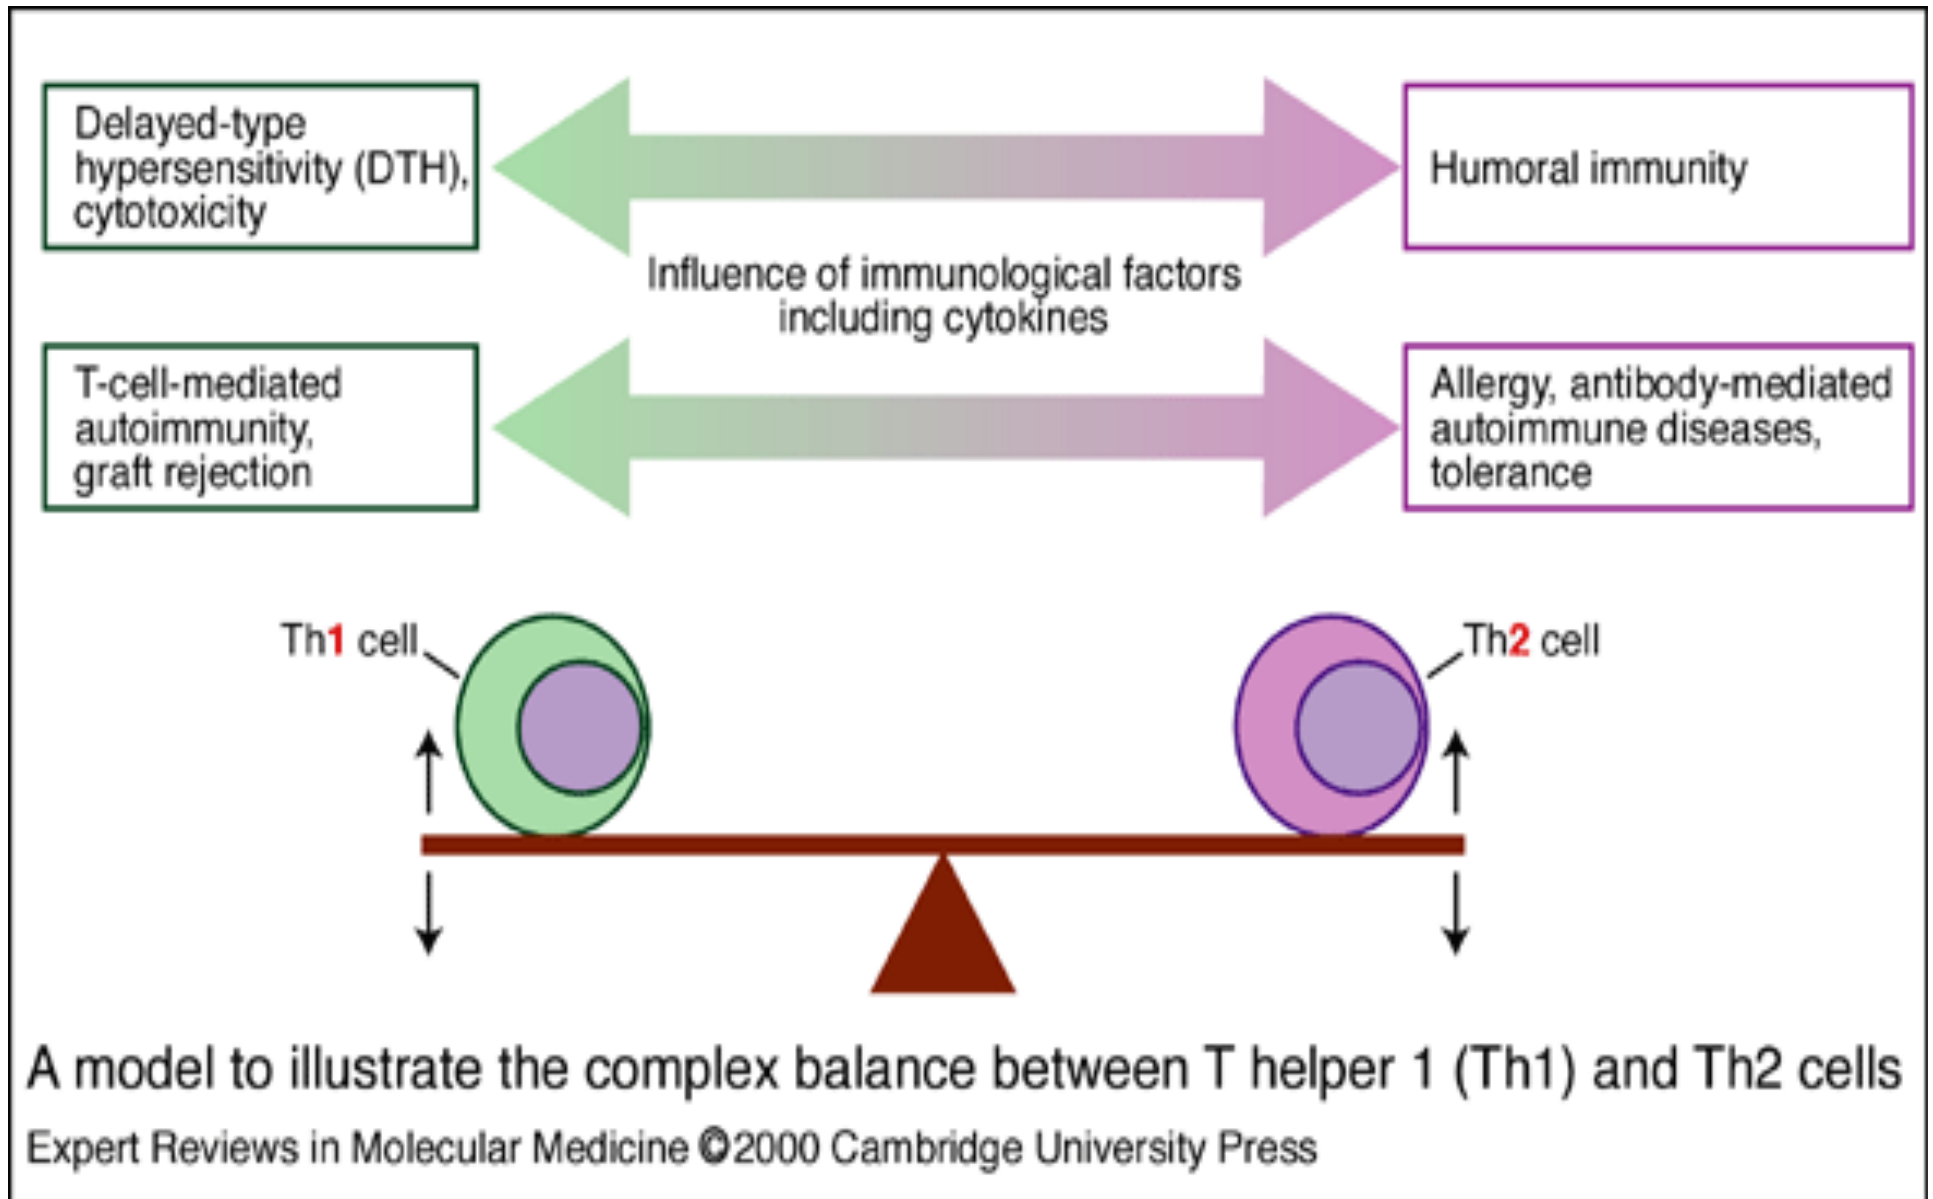 Delayed-type
hypersensitivity (DTH),
cytotoxicity
Humoral immunity
Influence of immunological factors
including cytokines
T-cell-mediated
autoimmunity,
graft rejection
Allergy, antibody-mediated
autoimmune diseases,
tolerance
Th1 cell
Th2 cell
A model to illustrate the complex balance between T helper 1 (Th1) and Th2 cells
Expert Reviews in Molecular Medicine ©2000 Cambridge University Press